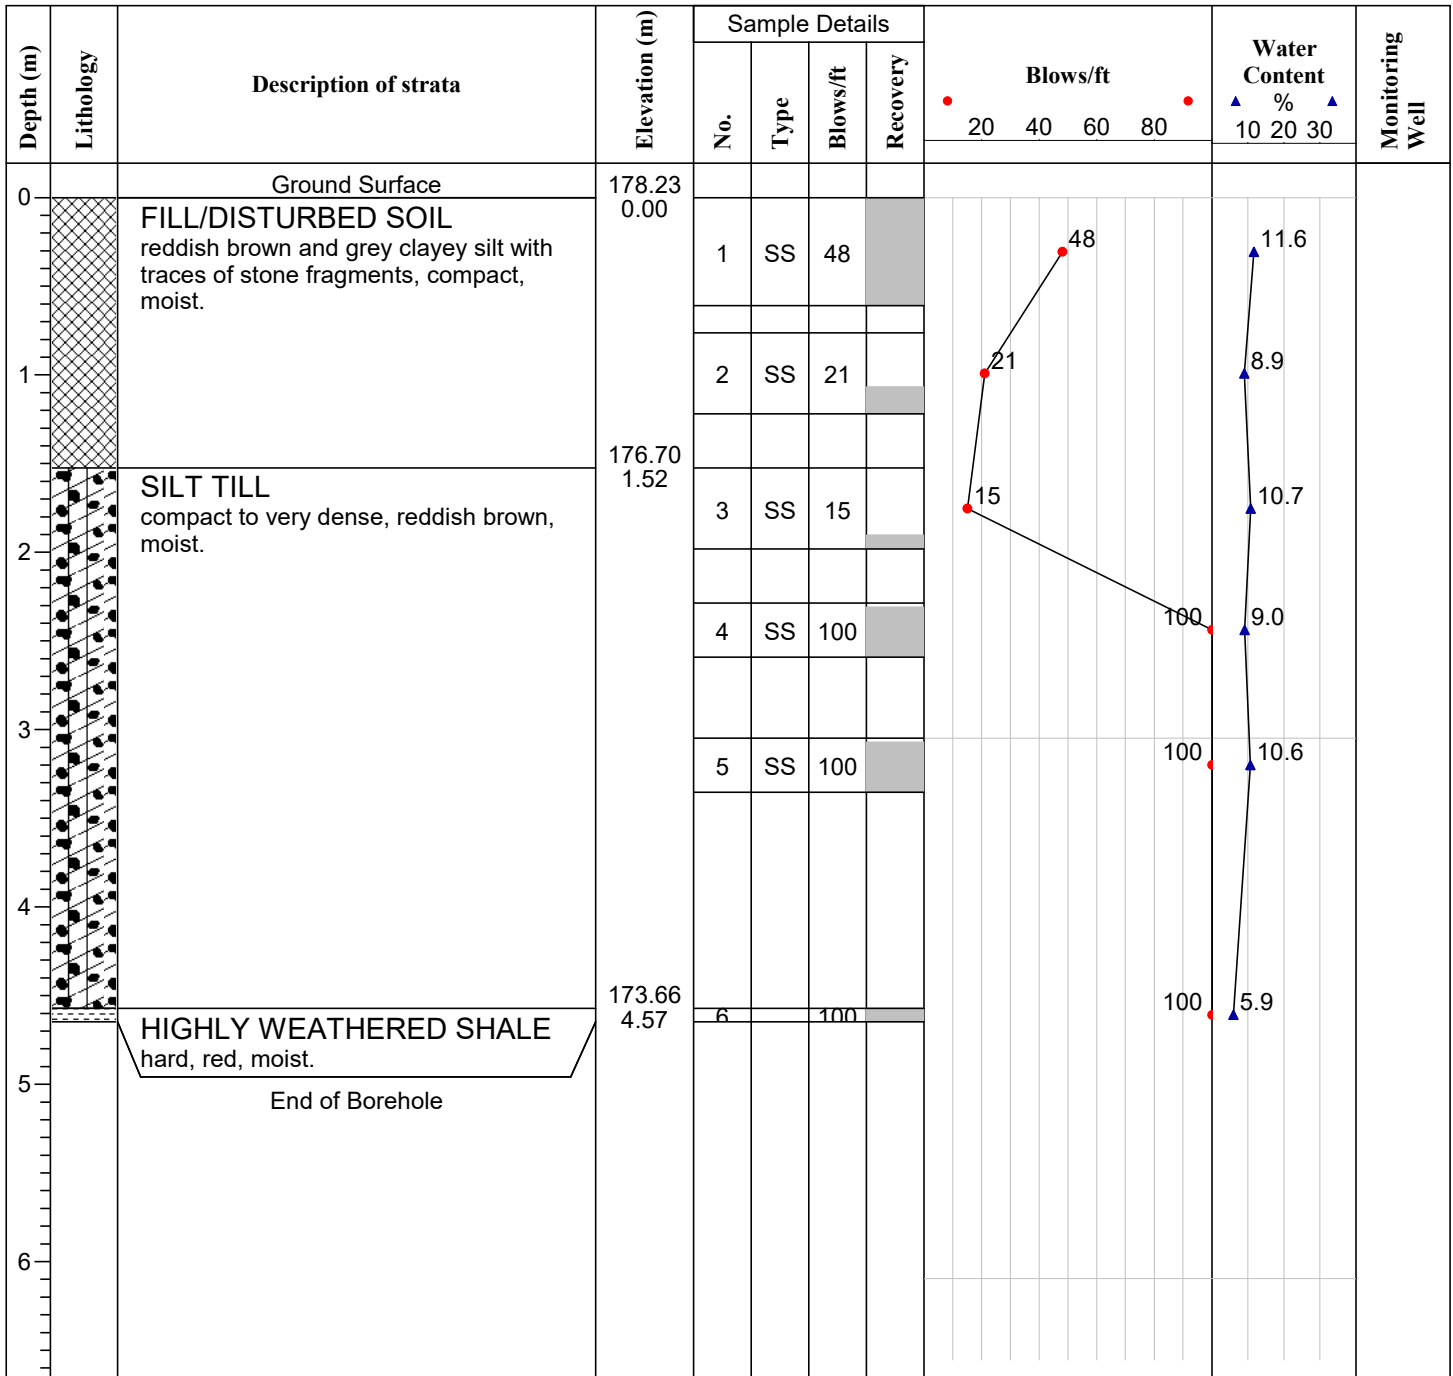 Depth (m)
Lithology
Description of strata
Elevation (m)
Sample Details
No.
Type
Blows/ft
Recovery
Blows/ft
20 40 60 80
Water
Content
%
10 20 30
Monitoring
Well
0
Ground Surface
178.23
0.00
FILL/DISTURBED SOIL
reddish brown and grey clayey silt with
traces of stone fragments, compact,
moist.
1 SS 48
48
11.6
1
2 SS 21
21
8.9
176.70
1.52
SILT TILL
compact to very dense, reddish brown,
moist.
3 SS 15
15
10.7
2
4 SS 100
100
9.0
3
5 SS 100
100
10.6
4
173.66
4.57
HIGHLY WEATHERED SHALE
hard, red, moist.
6 100
100
5.9
5
End of Borehole
6